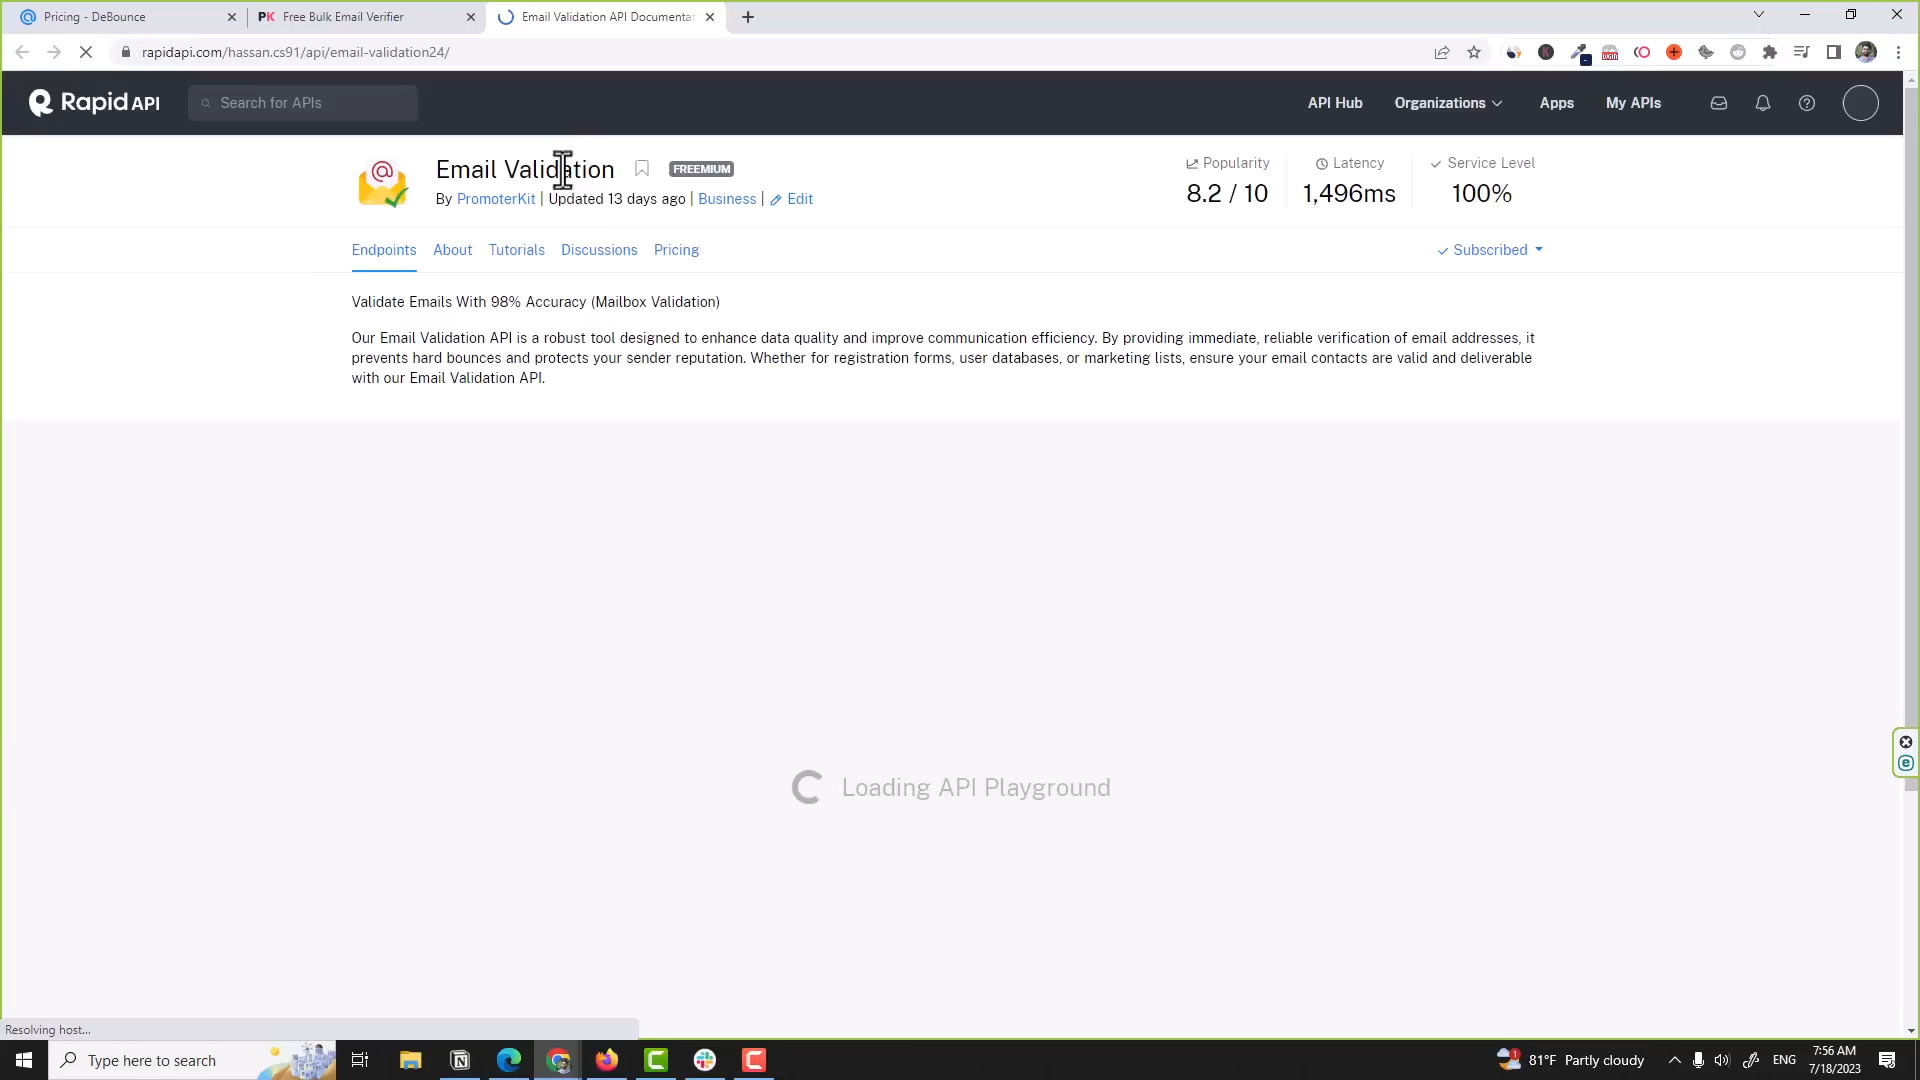 Pricing - DeBounce
PK Free Bulk Email Verifier
Email Validation API Documentat
rapidapi.com/hassan.cs91/api/email-validation24/
Rapid API
Search for APIs
API Hub
Organizations
Apps
My APIs
Email Validation
FREEMIUM
By PromoterKit | Updated 13 days ago | Business | Edit
Popularity
8.2 / 10
Latency
1,496ms
Service Level
100%
Endpoints
About
Tutorials
Discussions
Pricing
Subscribed
Validate Emails With 98% Accuracy (Mailbox Validation)
Our Email Validation API is a robust tool designed to enhance data quality and improve communication efficiency. By providing immediate, reliable verification of email addresses, it
prevents hard bounces and protects your sender reputation. Whether for registration forms, user databases, or marketing lists, ensure your email contacts are valid and deliverable
with our Email Validation API.
Loading API Playground
Resolving host...
Type here to search
81°F Partly cloudy
ENG
7:56 AM
7/18/2023